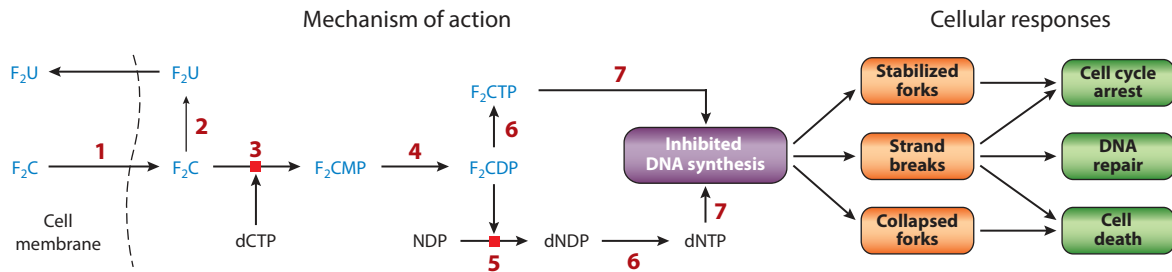 Mechanism of action
Cellular responses
F₂U
F₂U
7
F₂CTP
Stabilized
forks
Cell cycle
arrest
2
6
1
3
4
F₂C
F₂C
F₂CMP
F₂CDP
Inhibited
DNA synthesis
Strand
breaks
DNA
repair
7
Cell
membrane
dCTP
NDP
dNDP
dNTP
5
6
Collapsed
forks
Cell
death